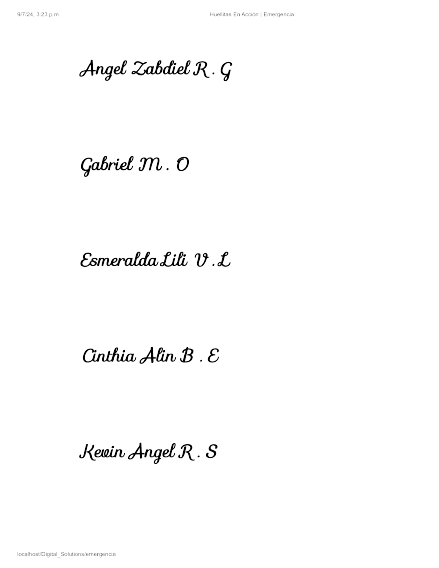 9/7/24, 3:23 p.m. Huellitas En Acción | Emergencia
Angel Zabdiel R . G
Gabriel M . O
Esmeralda Lili V . L
Cinthia Alin B . E
Kewin Angel R . S
localhost/Digital_Solutions/emergencia